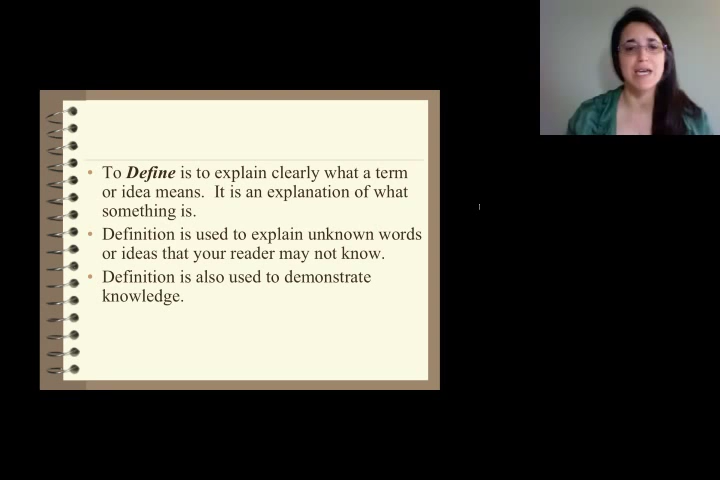 To Define is to explain clearly what a term
or idea means.  It is an explanation of what
something is.
Definition is used to explain unknown words
or ideas that your reader may not know.
Definition is also used to demonstrate
knowledge.